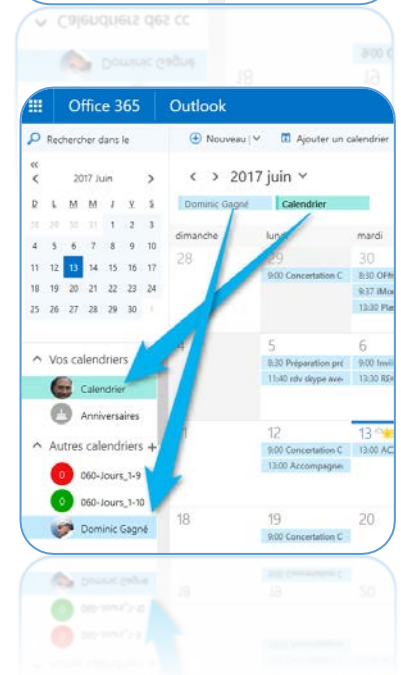 Office 365 Outlook
Rechercher dans le
Nouveau
Ajouter un calendrier
2017 Juin
2017 juin
Dominic Gagné
Calendrier
D L M M J V S
28 29 30 31 1 2 3
4 5 6 7 8 9 10
11 12 13 14 15 16 17
18 19 20 21 22 23 24
25 26 27 28 29 30 1
dimanche lundi mardi
28 29 30
9:00 Concertation C
8:30
9:37
13:30
4 5 6
8:30 Préparation pré
11:40 rdv skype ave
9:00
13:30
12 13
9:00 Concertation C
13:00 Accompagne
13:00 AC
18 19 20
9:00 Concertation C
Vos calendriers
Calendrier
Anniversaires
Autres calendriers +
0 060-Jours_1-9
0 060-Jours_1-10
Dominic Gagné